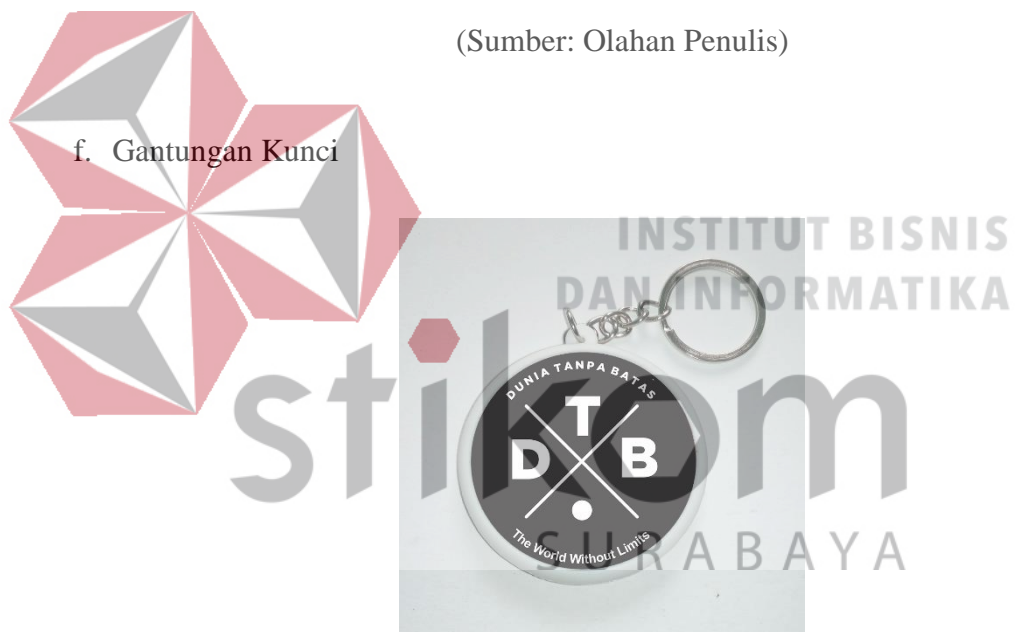 (Sumber: Olahan Penulis)
f. Gantungan Kunci
INSTITUT BISNIS
DAN INFORMATIKA
stikom
SURABAYA
DUNIA TANPA BATAS
T
D B
The World Without Limits